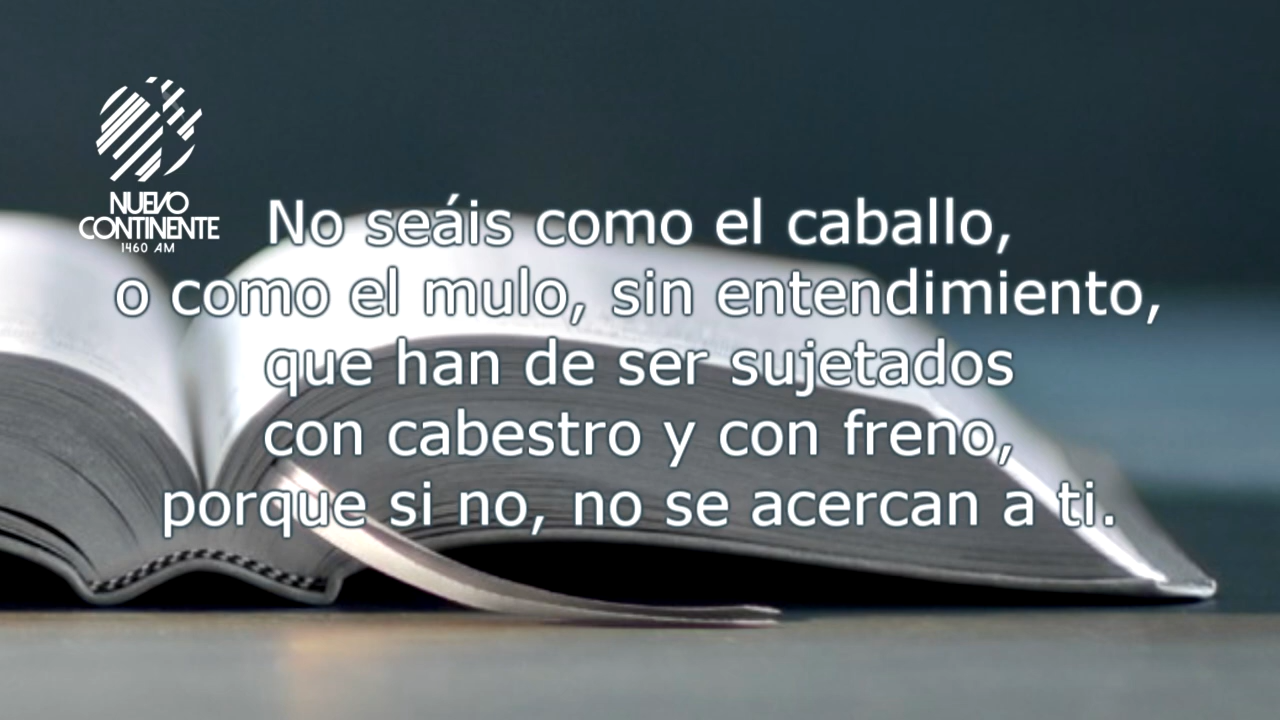 NUEVO
CONTINENTE
1460 AM
No seáis como el caballo,
o como el mulo, sin entendimiento,
que han de ser sujetados
con cabestro y con freno,
porque si no, no se acercan a ti.